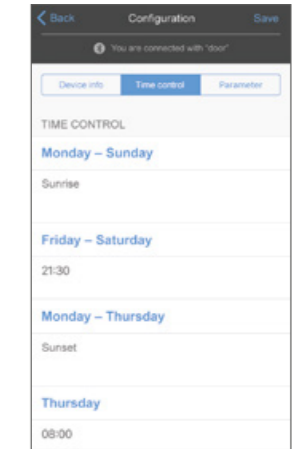 Back Configuration Save
You are connected with "door"
Device info Time control Parameter
TIME CONTROL
Monday – Sunday
Sunrise
Friday – Saturday
21:30
Monday – Thursday
Sunset
Thursday
08:00